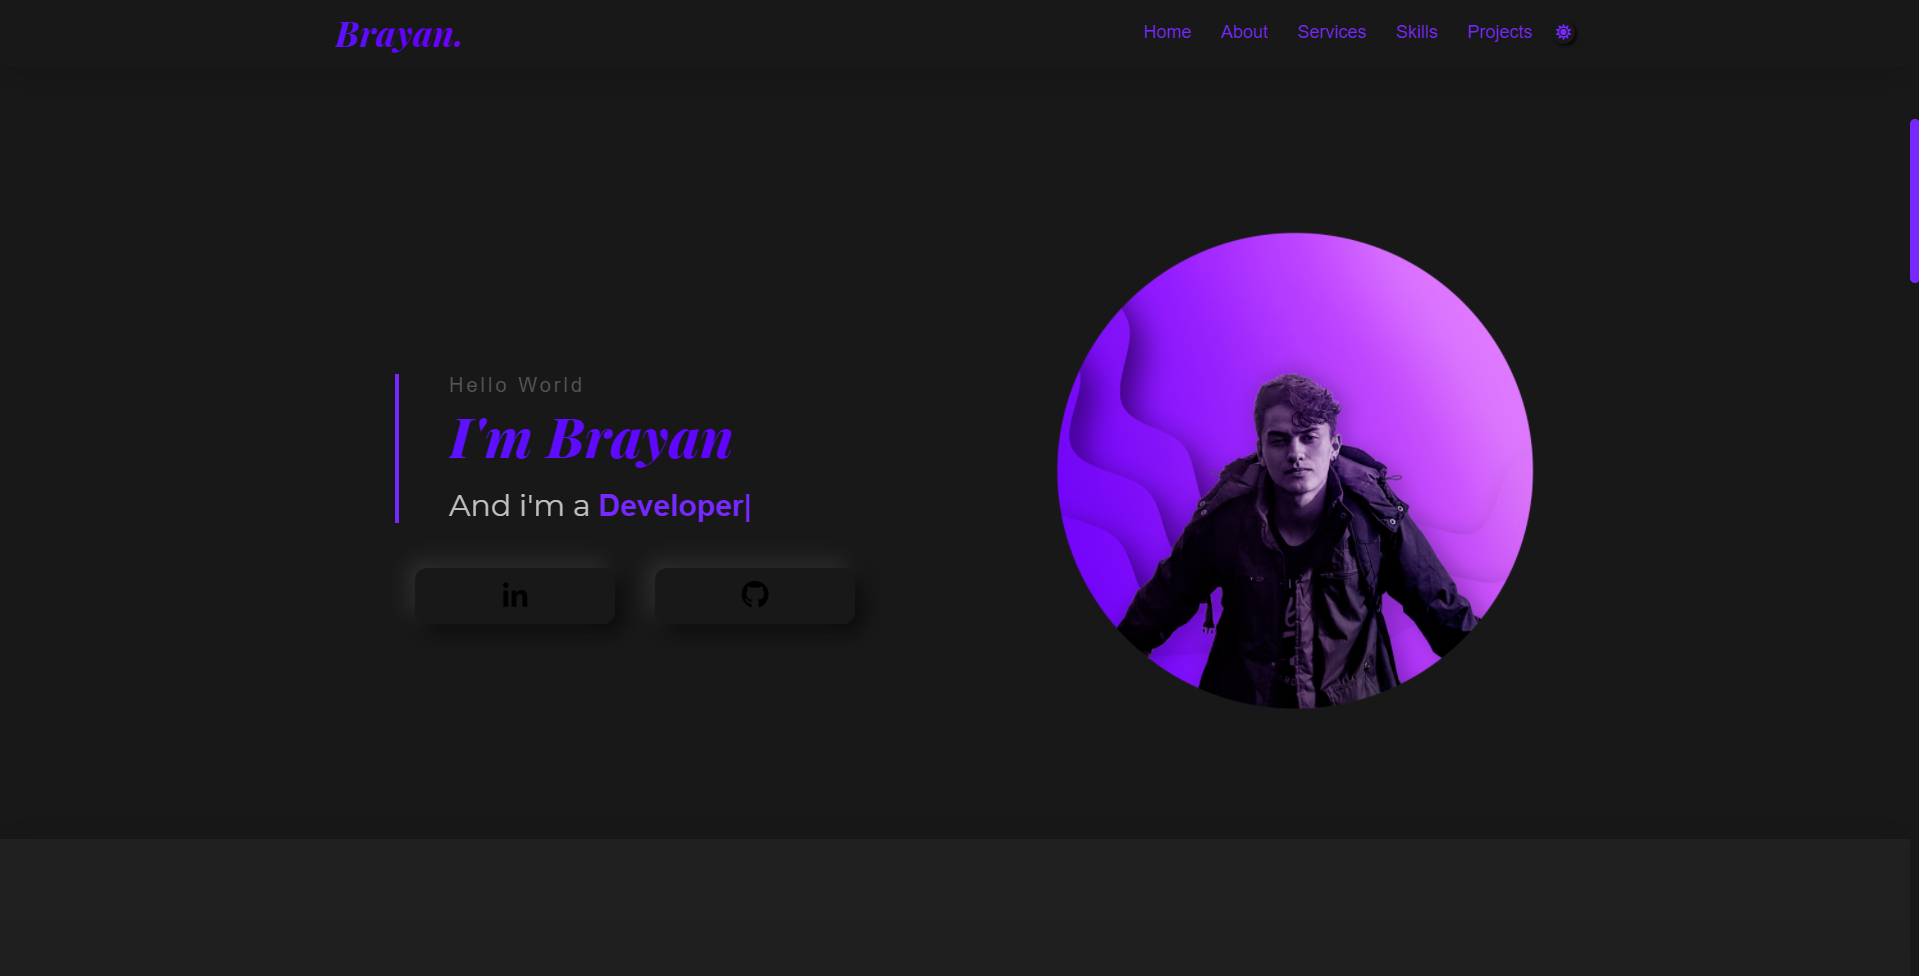 Brayan.
Home About Services Skills Projects
Hello World
I'm Brayan
And i'm a Developer|
in